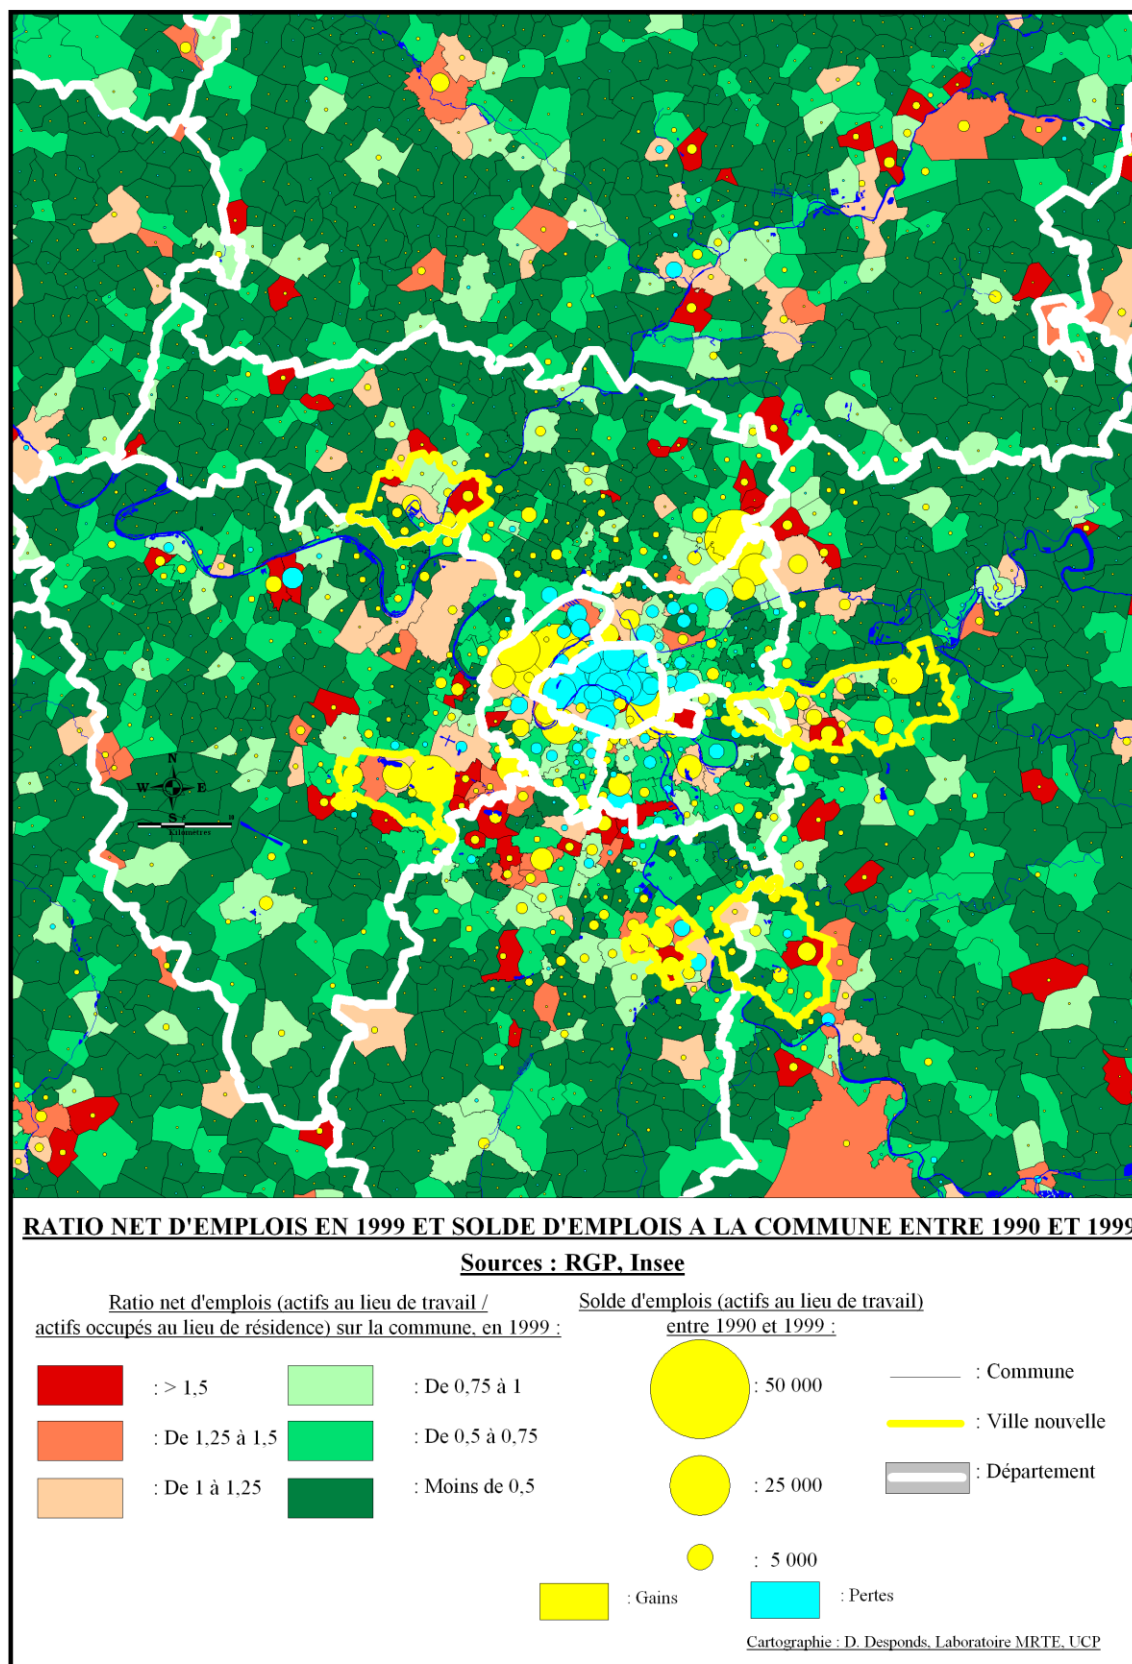 N
W E
S
Kilomètres
RATIO NET D'EMPLOIS EN 1999 ET SOLDE D'EMPLOIS A LA COMMUNE ENTRE 1990 ET 1999
Sources : RGP, Insee
Ratio net d'emplois (actifs au lieu de travail /
actifs occupés au lieu de résidence) sur la commune, en 1999 :
: > 1,5
: De 1,25 à 1,5
: De 1 à 1,25
: De 0,75 à 1
: De 0,5 à 0,75
: Moins de 0,5
Solde d'emplois (actifs au lieu de travail)
entre 1990 et 1999 :
: 50 000
: 25 000
: 5 000
: Gains
: Pertes
: Commune
: Ville nouvelle
: Département
Cartographie : D. Desponds, Laboratoire MRTE, UCP